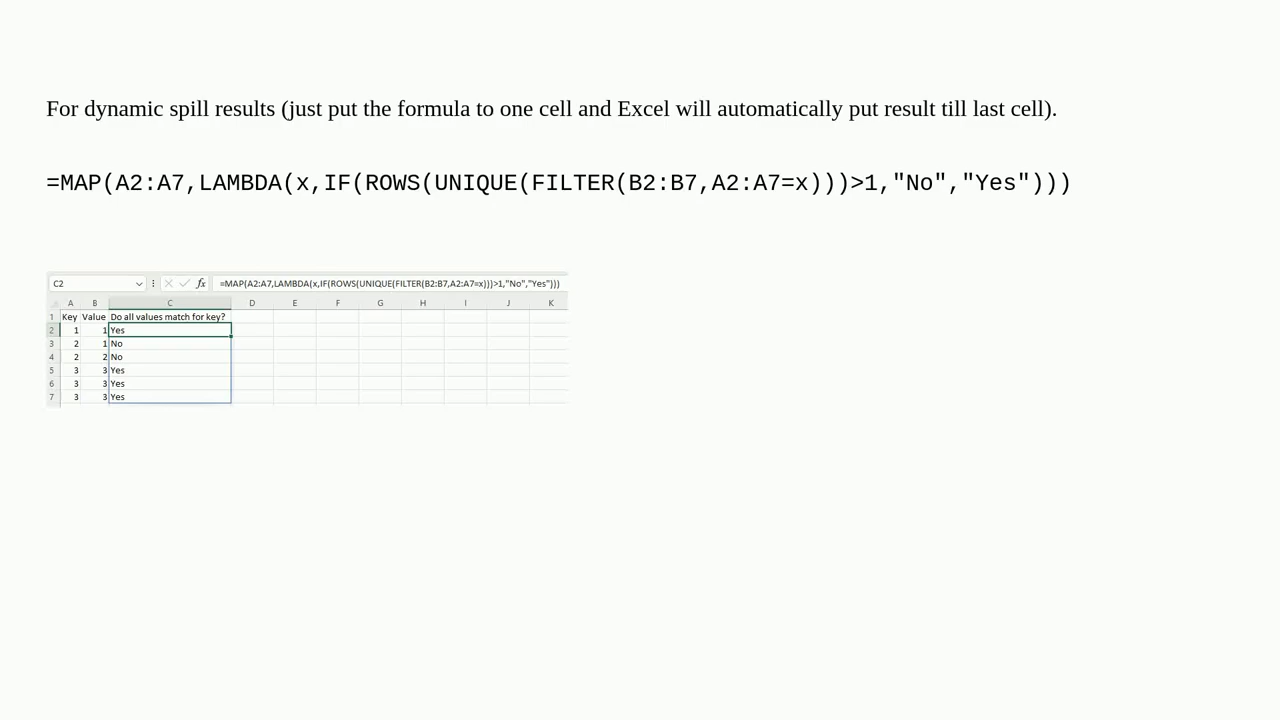 For dynamic spill results (just put the formula to one cell and Excel will automatically put result till last cell).
=MAP(A2:A7,LAMBDA(x,IF(ROWS(UNIQUE(FILTER(B2:B7,A2:A7=x)))>1,"No","Yes")))
C2 fx =MAP(A2:A7,LAMBDA(x,IF(ROWS(UNIQUE(FILTER(B2:B7,A2:A7=x)))>1,"No","Yes")))
A B C D E F G H I J K
1 Key Value Do all values match for key?
2 1 1 Yes
3 2 1 No
4 2 2 No
5 3 3 Yes
6 3 3 Yes
7 3 3 Yes